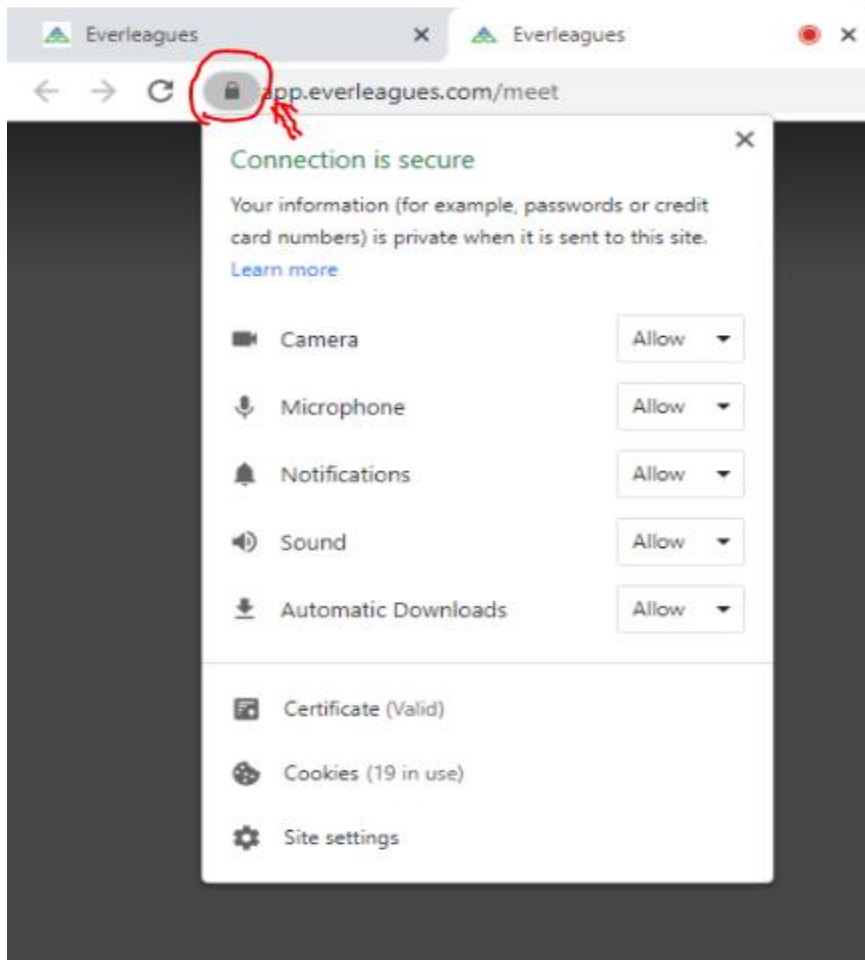 Everleagues
Everleagues
app.everleagues.com/meet
Connection is secure
Your information (for example, passwords or credit
card numbers) is private when it is sent to this site.
Learn more
Camera Allow
Microphone Allow
Notifications Allow
Sound Allow
Automatic Downloads Allow
Certificate (Valid)
Cookies (19 in use)
Site settings